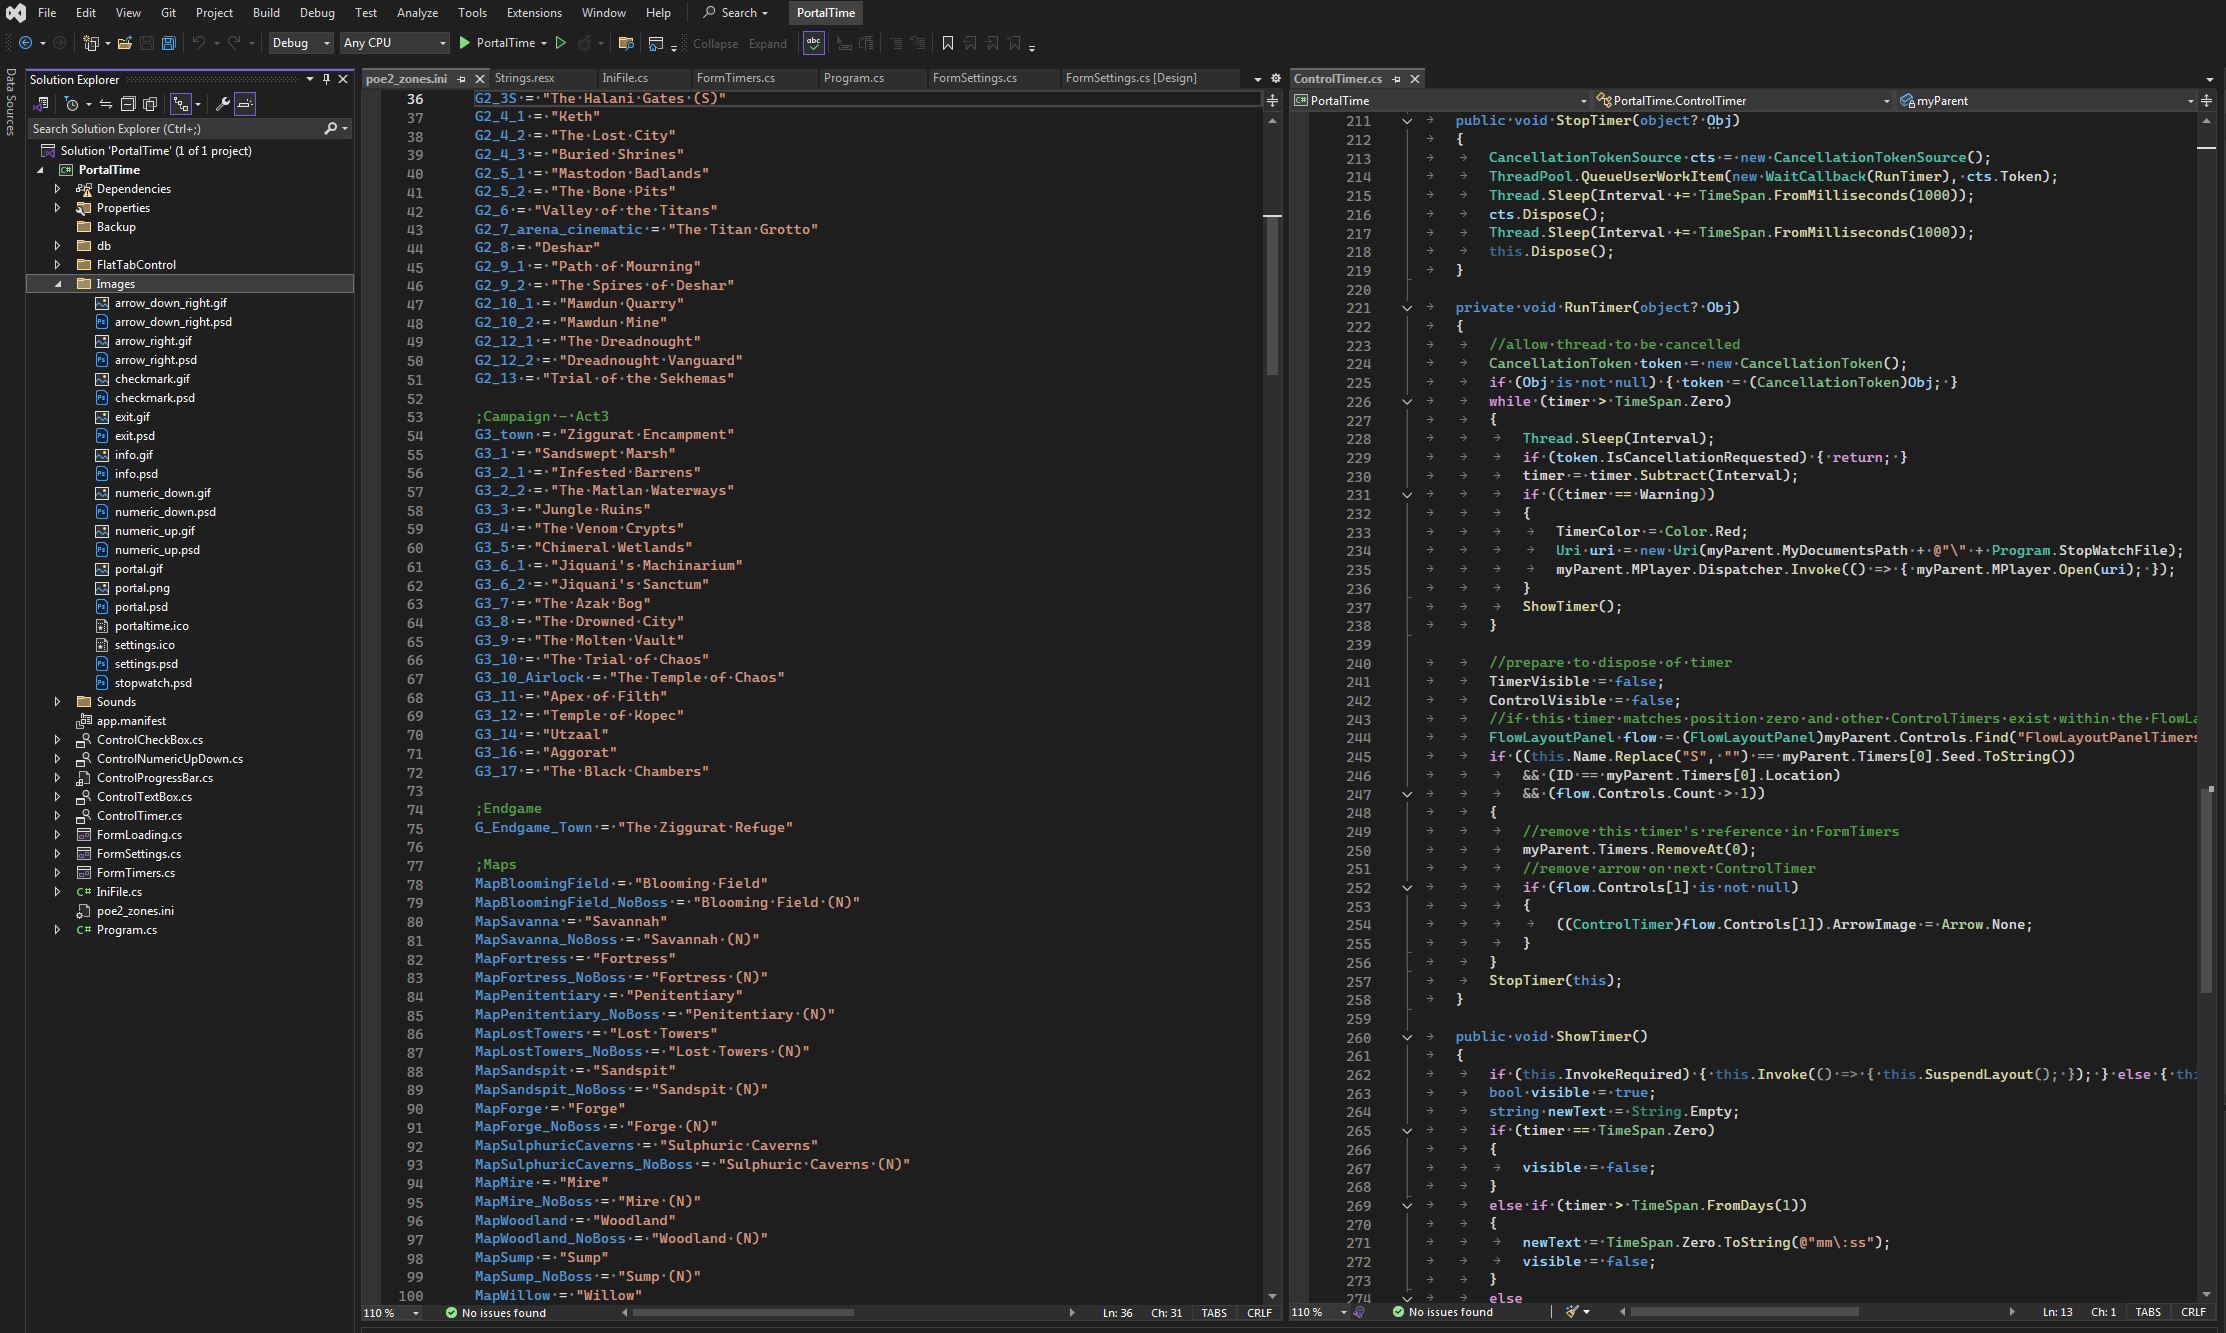 File Edit View Git Project Build Debug Test Analyze Tools Extensions Window Help Search PortalTime
Debug Any CPU PortalTime Collapse Expand
Data Sources
Solution Explorer
Search Solution Explorer (Ctrl+;)
Solution 'PortalTime' (1 of 1 project)
PortalTime
Dependencies
Properties
Backup
db
FlatTabControl
Images
arrow_down_right.gif
arrow_down_right.psd
arrow_right.gif
arrow_right.psd
checkmark.gif
checkmark.psd
exit.gif
exit.psd
info.gif
info.psd
numeric_down.gif
numeric_down.psd
numeric_up.gif
numeric_up.psd
portal.gif
portal.png
portal.psd
portaltime.ico
settings.ico
settings.psd
stopwatch.psd
Sounds
app.manifest
ControlCheckBox.cs
ControlNumericUpDown.cs
ControlProgressBar.cs
ControlTextBox.cs
ControlTimer.cs
FormLoading.cs
FormSettings.cs
FormTimers.cs
C# IniFile.cs
poe2_zones.ini
C# Program.cs
poe2_zones.ini Strings.resx IniFile.cs FormTimers.cs Program.cs FormSettings.cs FormSettings.cs [Design]
36 G2_3S = "The Halani Gates (S)"
37 G2_4_1 = "Keth"
38 G2_4_2 = "The Lost City"
39 G2_4_3 = "Buried Shrines"
40 G2_5_1 = "Mastodon Badlands"
41 G2_5_2 = "The Bone Pits"
42 G2_6 = "Valley of the Titans"
43 G2_7_arena_cinematic = "The Titan Grotto"
44 G2_8 = "Deshar"
45 G2_9_1 = "Path of Mourning"
46 G2_9_2 = "The Spires of Deshar"
47 G2_10_1 = "Mawdun Quarry"
48 G2_10_2 = "Mawdun Mine"
49 G2_12_1 = "The Dreadnought"
50 G2_12_2 = "Dreadnought Vanguard"
51 G2_13 = "Trial of the Sekhemas"
52
53 ;Campaign - Act3
54 G3_town = "Ziggurat Encampment"
55 G3_1 = "Sandswept Marsh"
56 G3_2_1 = "Infested Barrens"
57 G3_2_2 = "The Matlan Waterways"
58 G3_3 = "Jungle Ruins"
59 G3_4 = "The Venom Crypts"
60 G3_5 = "Chimeral Wetlands"
61 G3_6_1 = "Jiquani's Machinarium"
62 G3_6_2 = "Jiquani's Sanctum"
63 G3_7 = "The Azak Bog"
64 G3_8 = "The Drowned City"
65 G3_9 = "The Molten Vault"
66 G3_10 = "The Trial of Chaos"
67 G3_10_Airlock = "The Temple of Chaos"
68 G3_11 = "Apex of Filth"
69 G3_12 = "Temple of Kopec"
70 G3_14 = "Utzaal"
71 G3_16 = "Aggorat"
72 G3_17 = "The Black Chambers"
73
74 ;Endgame
75 G_Endgame_Town = "The Ziggurat Refuge"
76
77 ;Maps
78 MapBloomingField = "Blooming Field"
79 MapBloomingField_NoBoss = "Blooming Field (N)"
80 MapSavanna = "Savannah"
81 MapSavanna_NoBoss = "Savannah (N)"
82 MapFortress = "Fortress"
83 MapFortress_NoBoss = "Fortress (N)"
84 MapPenitentiary = "Penitentiary"
85 MapPenitentiary_NoBoss = "Penitentiary (N)"
86 MapLostTowers = "Lost Towers"
87 MapLostTowers_NoBoss = "Lost Towers (N)"
88 MapSandspit = "Sandspit"
89 MapSandspit_NoBoss = "Sandspit (N)"
90 MapForge = "Forge"
91 MapForge_NoBoss = "Forge (N)"
92 MapSulphuricCaverns = "Sulphuric Caverns"
93 MapSulphuricCaverns_NoBoss = "Sulphuric Caverns (N)"
94 MapMire = "Mire"
95 MapMire_NoBoss = "Mire (N)"
96 MapWoodland = "Woodland"
97 MapWoodland_NoBoss = "Woodland (N)"
98 MapSump = "Sump"
99 MapSump_NoBoss = "Sump (N)"
100 MapWillow = "Willow"
110 % No issues found Ln: 36 Ch: 31 TABS CRLF
ControlTimer.cs
C# PortalTime PortalTime.ControlTimer myParent
211 public void StopTimer(object? Obj)
212 {
213 CancellationTokenSource cts = new CancellationTokenSource();
214 ThreadPool.QueueUserWorkItem(new WaitCallback(RunTimer), cts.Token);
215 Thread.Sleep(Interval += TimeSpan.FromMilliseconds(1000));
216 cts.Dispose();
217 Thread.Sleep(Interval += TimeSpan.FromMilliseconds(1000));
218 this.Dispose();
219 }
220
221 private void RunTimer(object? Obj)
222 {
223 //allow thread to be cancelled
224 CancellationToken token = new CancellationToken();
225 if (Obj is not null) { token = (CancellationToken)Obj; }
226 while (timer > TimeSpan.Zero)
227 {
228 Thread.Sleep(Interval);
229 if (token.IsCancellationRequested) { return; }
230 timer = timer.Subtract(Interval);
231 if ((timer == Warning))
232 {
233 TimerColor = Color.Red;
234 Uri uri = new Uri(myParent.MyDocumentsPath + @"\" + Program.StopWatchFile);
235 myParent.MPlayer.Dispatcher.Invoke(() => { myParent.MPlayer.Open(uri); });
236 }
237 ShowTimer();
238 }
239
240 //prepare to dispose of timer
241 TimerVisible = false;
242 ControlVisible = false;
243 //if this timer matches position zero and other ControlTimers exist within the FlowLa
244 FlowLayoutPanel flow = (FlowLayoutPanel)myParent.Controls.Find("FlowLayoutPanelTimers
245 if ((this.Name.Replace("S", "") == myParent.Timers[0].Seed.ToString())
246 && (ID == myParent.Timers[0].Location)
247 && (flow.Controls.Count > 1))
248 {
249 //remove this timer's reference in FormTimers
250 myParent.Timers.RemoveAt(0);
251 //remove arrow on next ControlTimer
252 if (flow.Controls[1] is not null)
253 {
254 ((ControlTimer)flow.Controls[1]).ArrowImage = Arrow.None;
255 }
256 }
257 StopTimer(this);
258 }
259
260 public void ShowTimer()
261 {
262 if (this.InvokeRequired) { this.Invoke(() => { this.SuspendLayout(); }); } else { thi
263 bool visible = true;
264 string newText = String.Empty;
265 if (timer == TimeSpan.Zero)
266 {
267 visible = false;
268 }
269 else if (timer > TimeSpan.FromDays(1))
270 {
271 newText = TimeSpan.Zero.ToString(@"mm\:ss");
272 visible = false;
273 }
274 else
110 % No issues found Ln: 13 Ch: 1 TABS CRLF